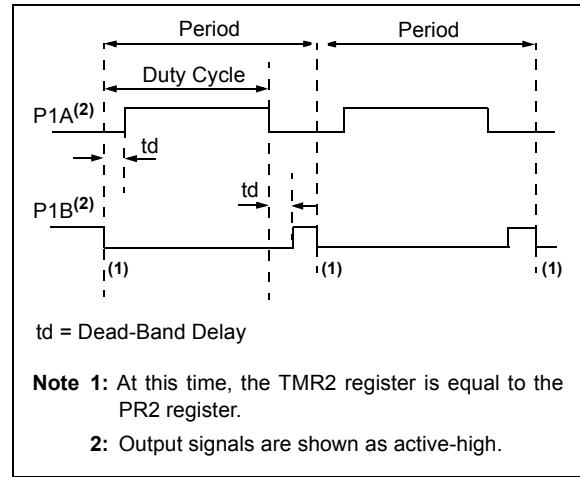 Period Period
Duty Cycle
P1A(2)
td
td
P1B(2)
(1) (1) (1)
td = Dead-Band Delay
Note 1: At this time, the TMR2 register is equal to the
PR2 register.
2: Output signals are shown as active-high.